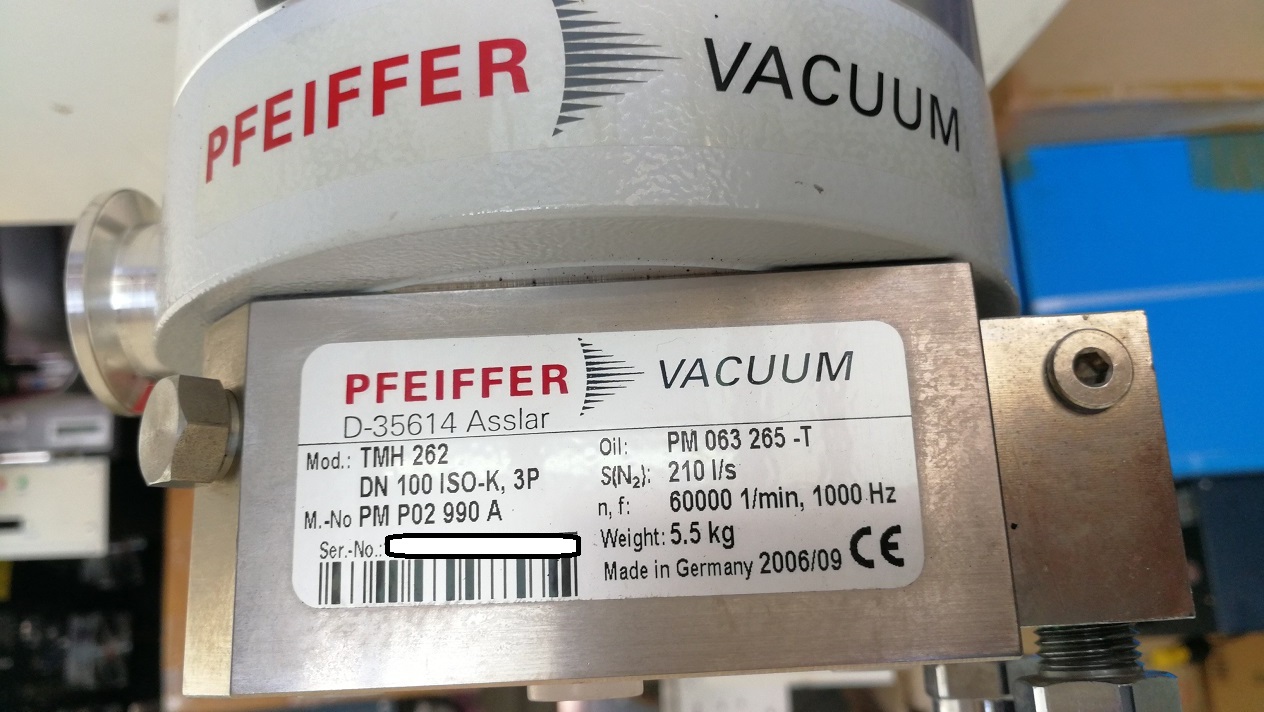 PFEIFFER VACUUM
PFEIFFER VACUUM
D-35614 Asslar
Mod.: TMH 262
DN 100 ISO-K, 3P
M.-No PM P02 990 A
Ser.-No.:
Oil: PM 063 265 -T
S(N₂): 210 l/s
n, f: 60000 1/min, 1000 Hz
Weight: 5.5 kg
Made in Germany 2006/09 CE